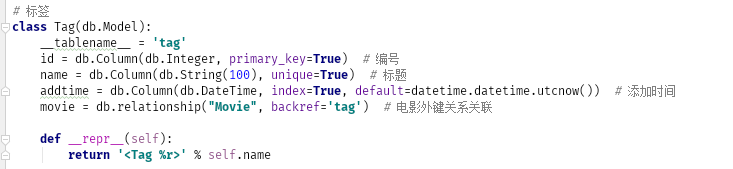 # 标签
class Tag(db.Model):
    __tablename__ = 'tag'
    id = db.Column(db.Integer, primary_key=True)  # 编号
    name = db.Column(db.String(100), unique=True)  # 标题
    addtime = db.Column(db.DateTime, index=True, default=datetime.datetime.utcnow())  # 添加时间
    movie = db.relationship("Movie", backref='tag')  # 电影外键关系关联
    def __repr__(self):
        return '<Tag %r>' % self.name